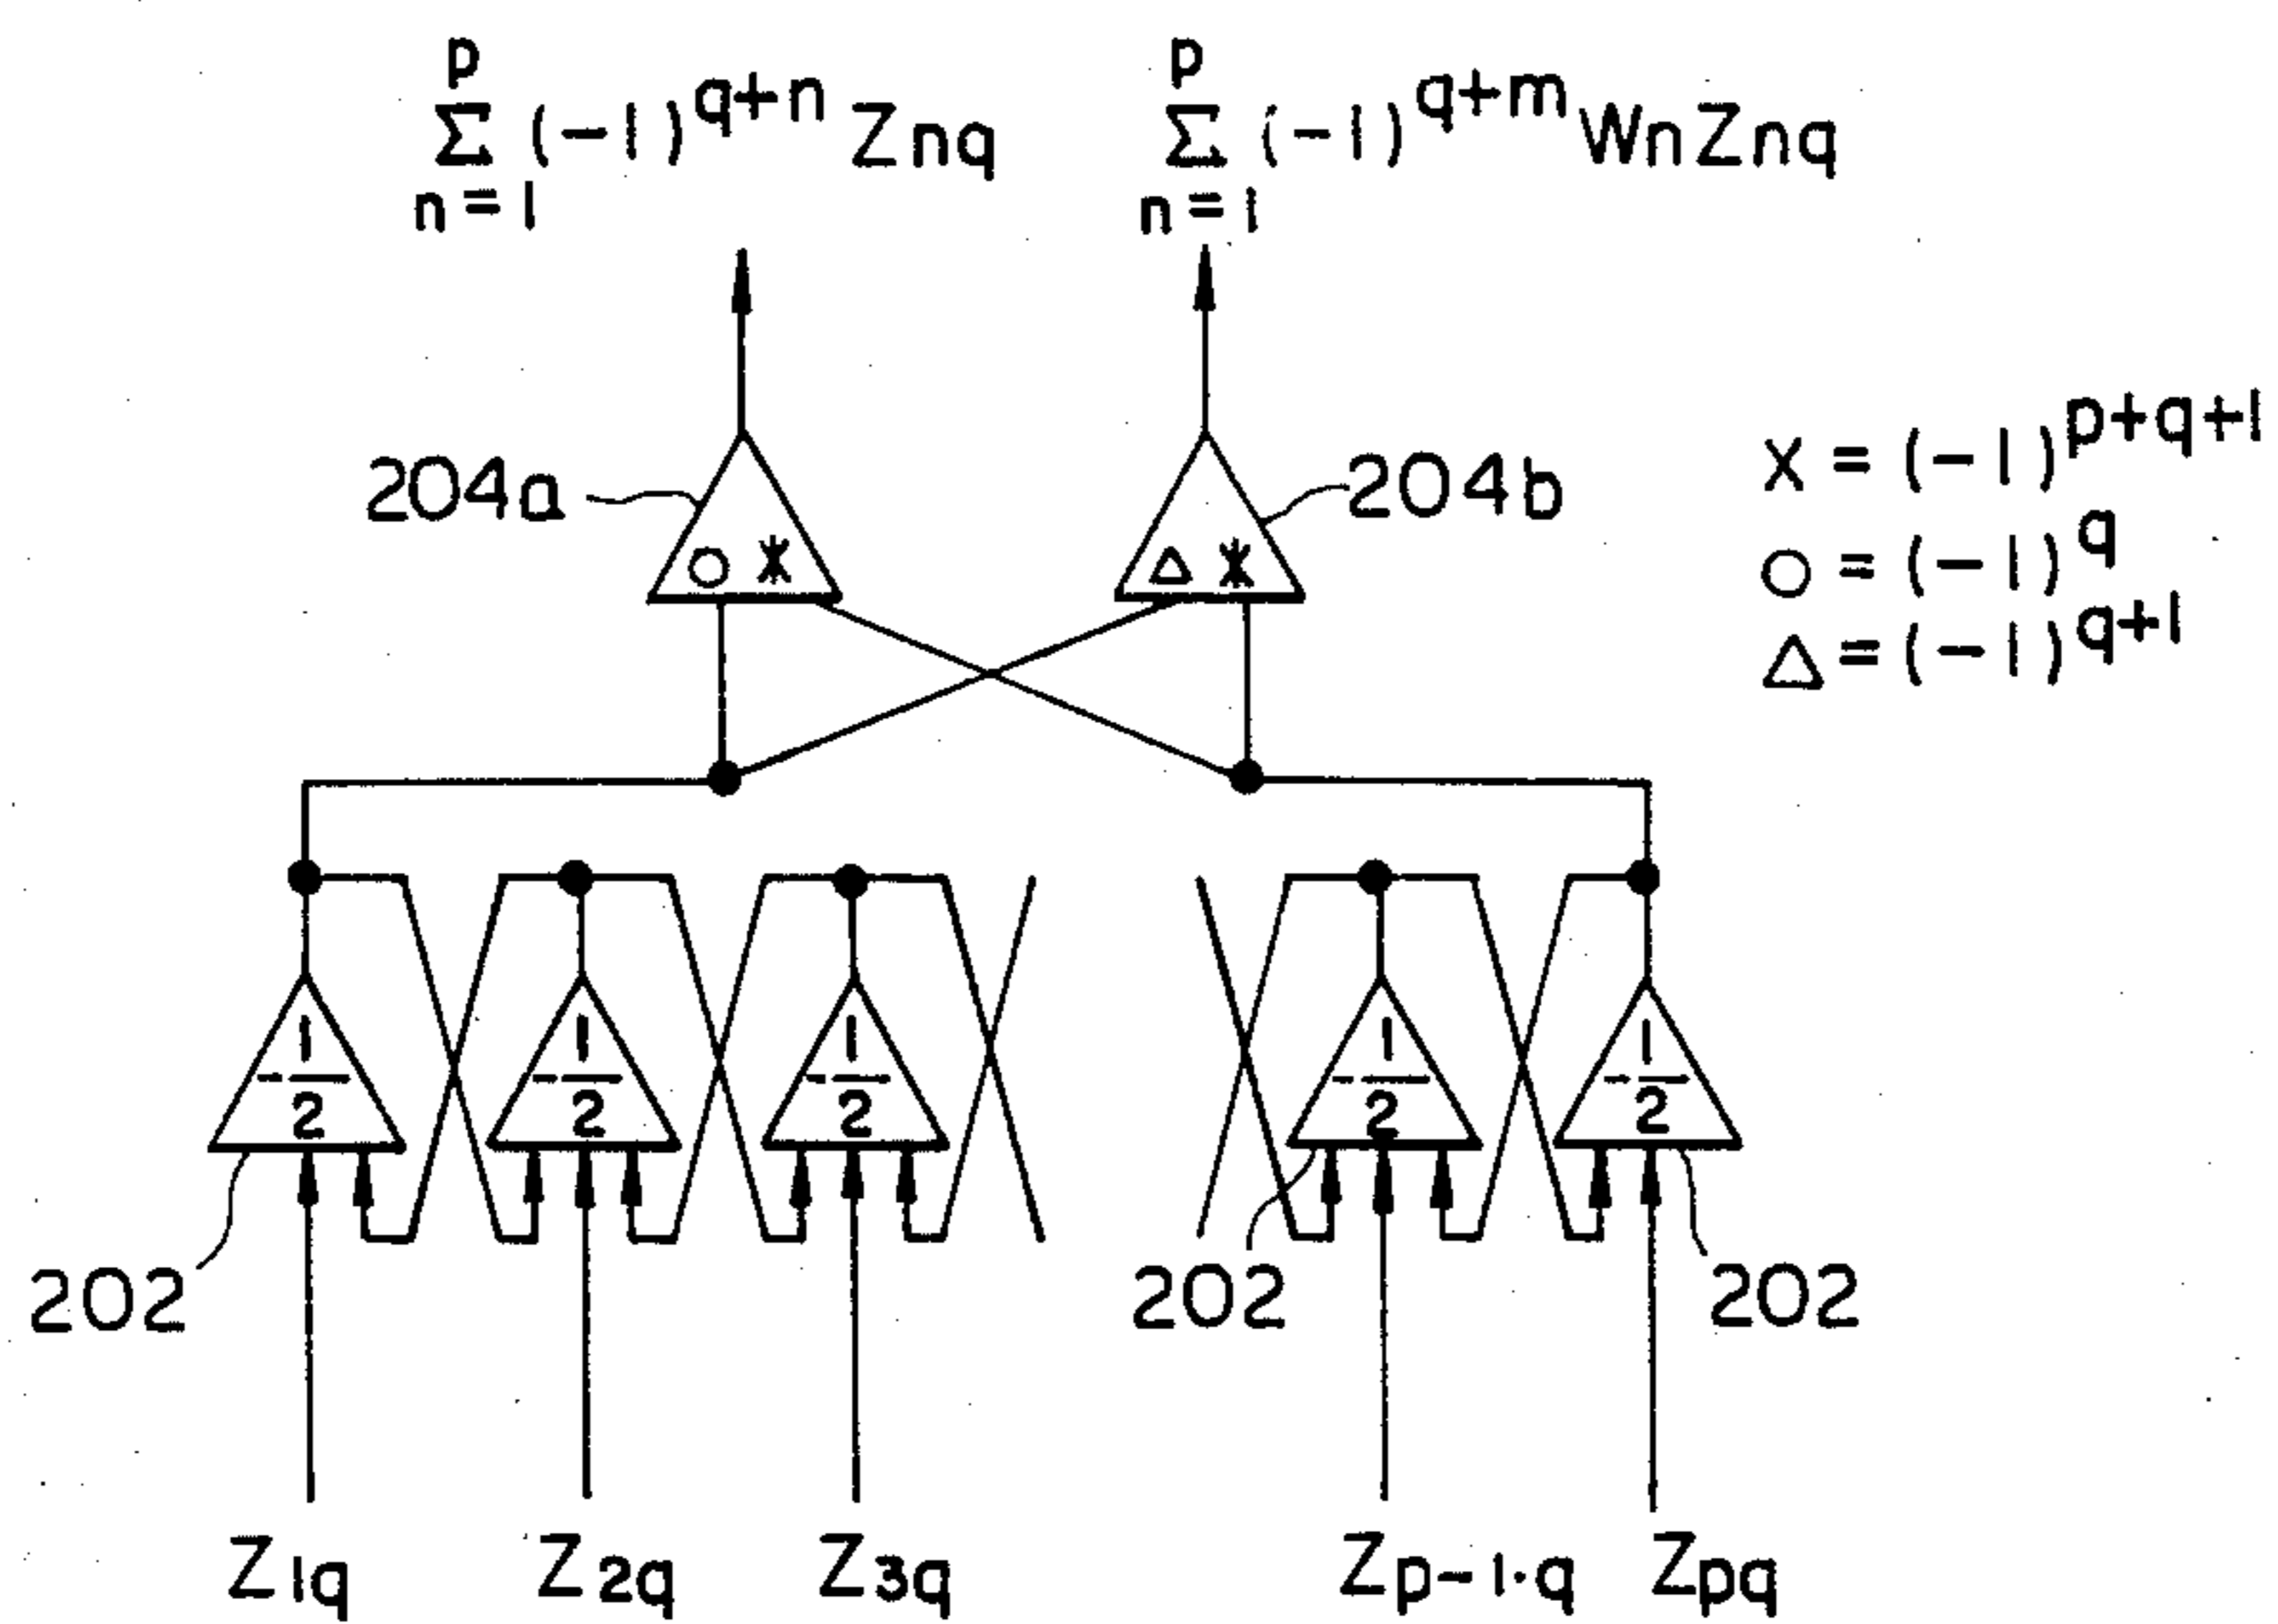 p p
Σ (-1)^{q+n} Znq Σ (-1)^{q+m} WnZnq
n=1 n=1
204a ○ * △ * 204b
X = (-1)^{p+q+1}
○ = (-1)^{q}
△ = (-1)^{q+1}
-1/2 -1/2 -1/2 -1/2 -1/2
202 202 202
Z1q Z2q Z3q Zp-1·q Zpq